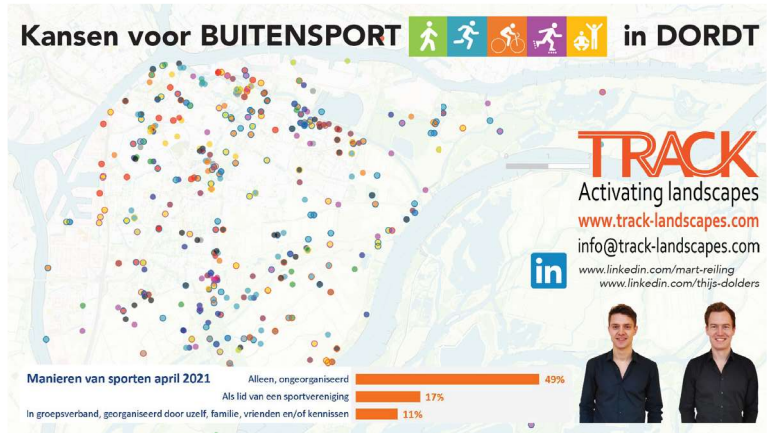 Kansen voor BUITENSPORT in DORDT
TRACK
Activating landscapes
www.track-landscapes.com
info@track-landscapes.com
in
www.linkedin.com/mart-reiling
www.linkedin.com/thijs-dolders
Manieren van sporten april 2021
Alleen, ongeorganiseerd 49%
Als lid van een sportvereniging 17%
In groepsverband, georganiseerd door uzelf, familie, vrienden en/of kennissen 11%